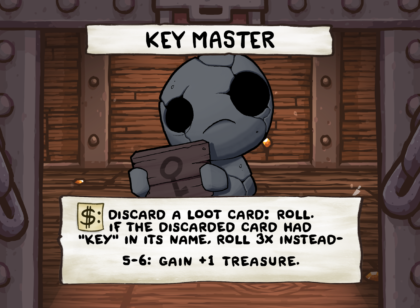 KEY MASTER
$: DISCARD A LOOT CARD: ROLL.
IF THE DISCARDED CARD HAD
"KEY" IN ITS NAME, ROLL 3X INSTEAD-
5-6: GAIN +1 TREASURE.